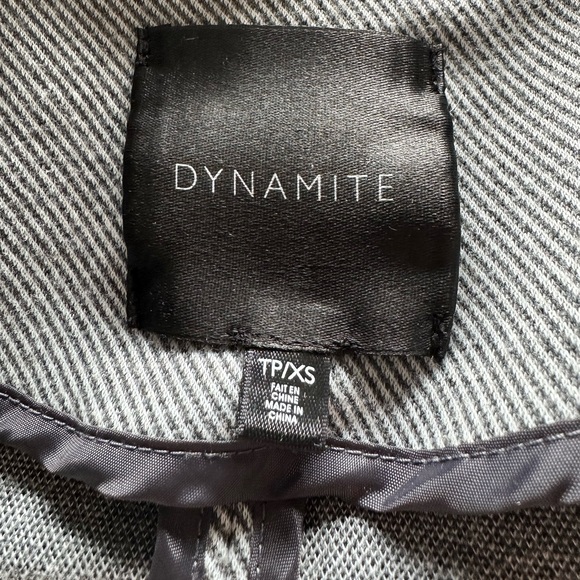 DYNAMITE
TP/XS
FAIT EN
CHINE
MADE IN
CHINA